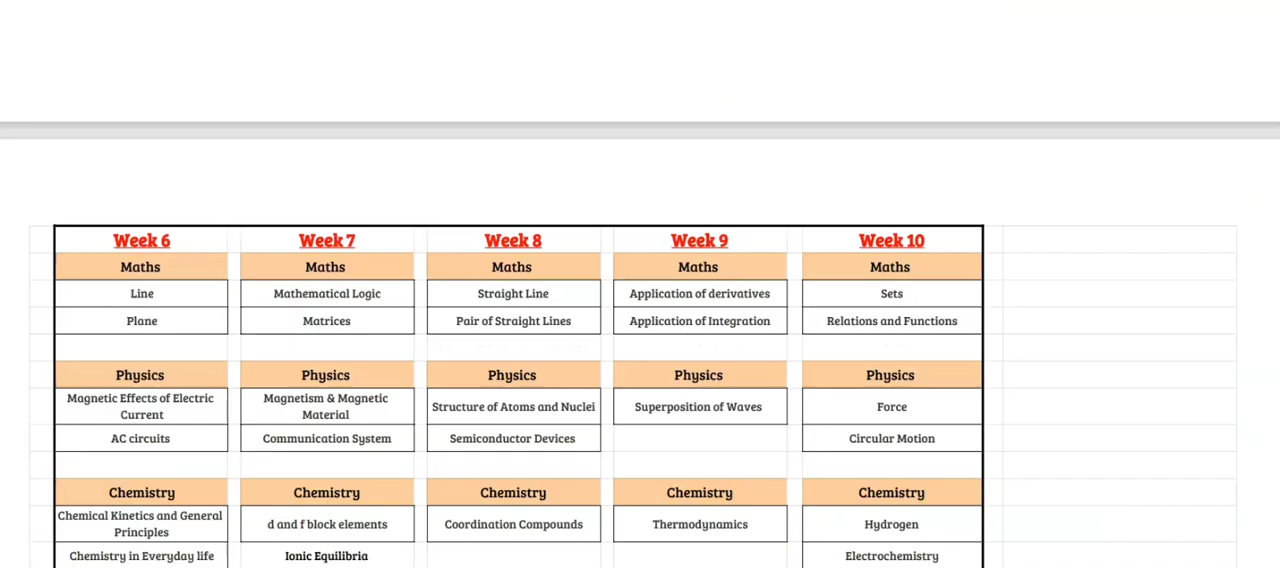 Week 6 Week 7 Week 8 Week 9 Week 10
Maths Maths Maths Maths Maths
Line Mathematical Logic Straight Line Application of derivatives Sets
Plane Matrices Pair of Straight Lines Application of Integration Relations and Functions
Physics Physics Physics Physics Physics
Magnetic Effects of Electric
Current
Magnetism & Magnetic
Material
Structure of Atoms and Nuclei Superposition of Waves Force
AC circuits Communication System Semiconductor Devices Circular Motion
Chemistry Chemistry Chemistry Chemistry Chemistry
Chemical Kinetics and General
Principles
d and f block elements Coordination Compounds Thermodynamics Hydrogen
Chemistry in Everyday life Ionic Equilibria Electrochemistry